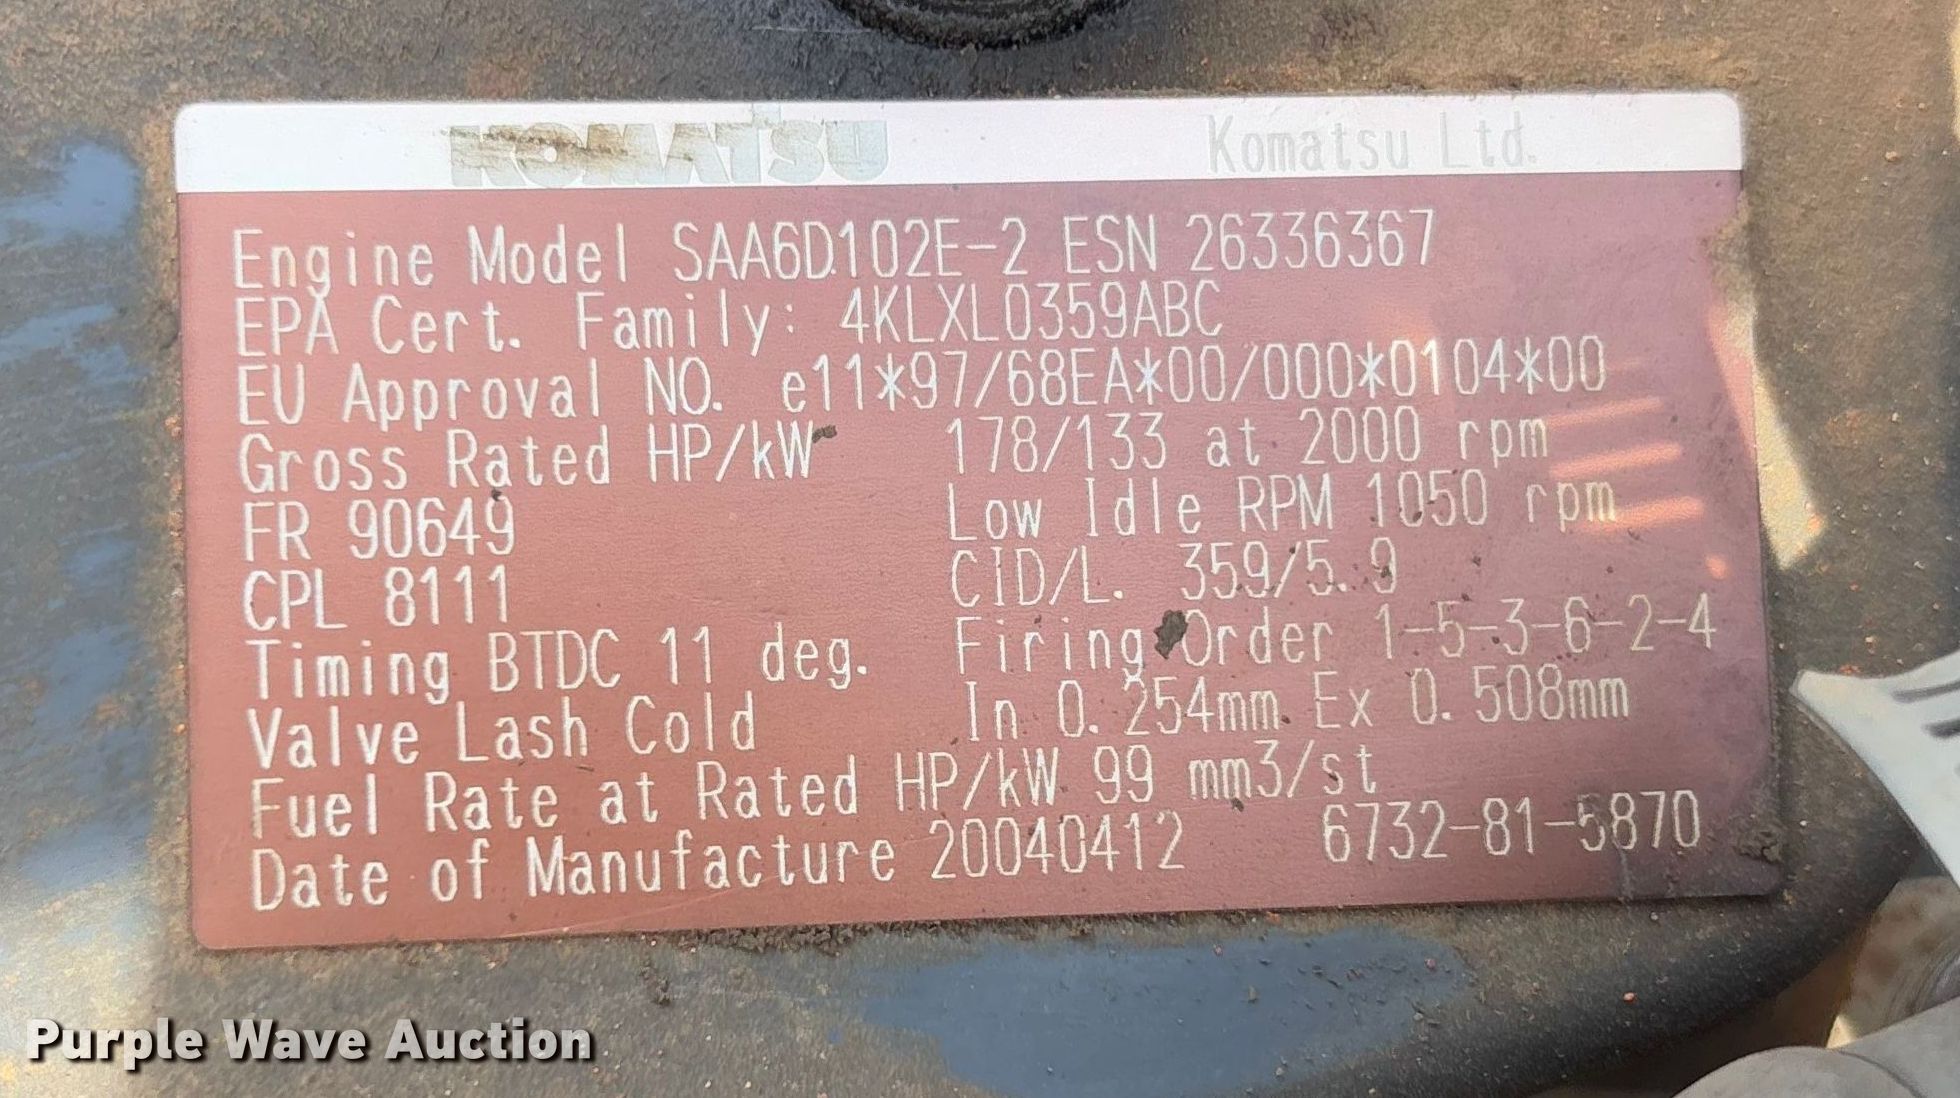 KOMATSU Komatsu Ltd.
Engine Model SAA6D102E-2 ESN 26336367
EPA Cert. Family: 4KLXL0359ABC
EU Approval NO. e11*97/68EA*00/000*0104*00
Gross Rated HP/kW 178/133 at 2000 rpm
FR 90649 Low Idle RPM 1050 rpm
CPL 8111 CID/L. 359/5.9
Timing BTDC 11 deg. Firing Order 1-5-3-6-2-4
Valve Lash Cold In 0.254mm Ex 0.508mm
Fuel Rate at Rated HP/kW 99 mm3/st
Date of Manufacture 20040412 6732-81-5870
Purple Wave Auction